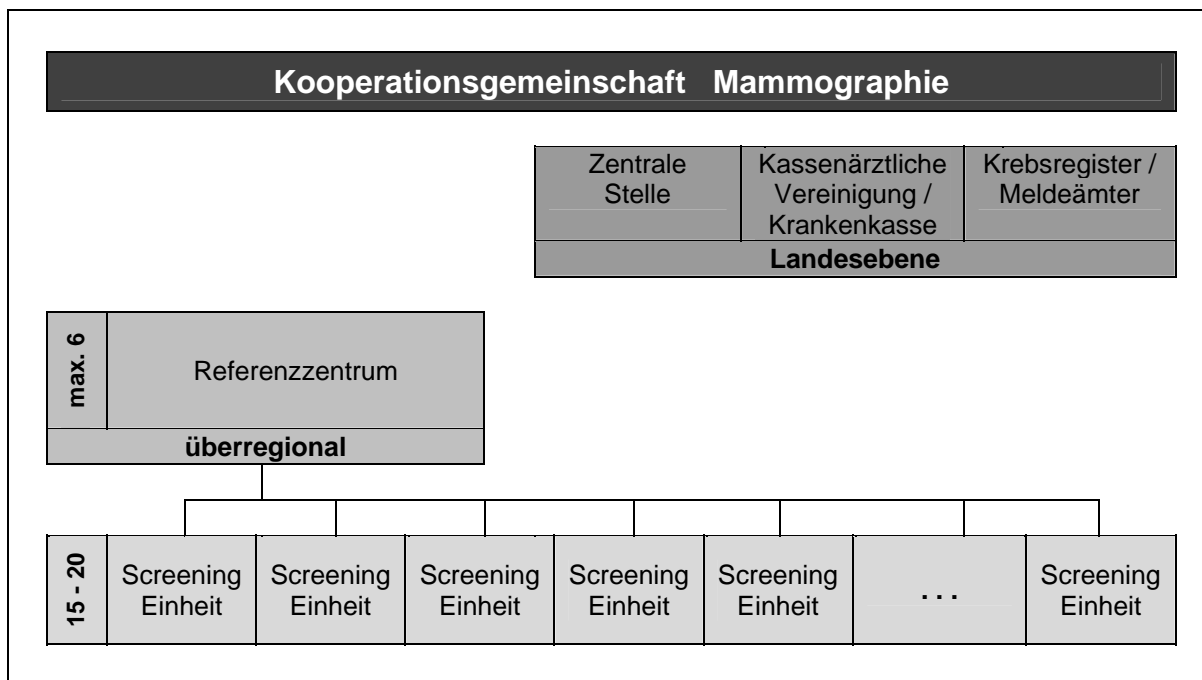 Kooperationsgemeinschaft Mammographie
Zentrale
Stelle
Kassenärztliche
Vereinigung /
Krankenkasse
Krebsregister /
Meldeämter
Landesebene
max. 6
Referenzzentrum
überregional
15 - 20
Screening
Einheit
Screening
Einheit
Screening
Einheit
Screening
Einheit
Screening
Einheit
. . .
Screening
Einheit